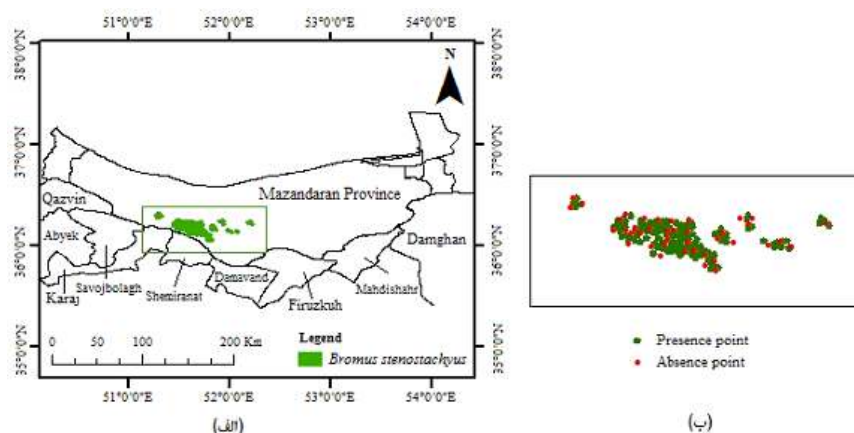 51°0'0"E 52°0'0"E 53°0'0"E 54°0'0"E
38°0'0"N
37°0'0"N
36°0'0"N
35°0'0"N
38°0'0"N
37°0'0"N
36°0'0"N
35°0'0"N
N
Mazandaran Province
Qazvin
Abyek
Karaj
Savojbolagh
Shemiranat
Damavand
Firuzkuh
Mahdishahr
Damghan
0 50 100 200 Km
Legend
Bromus stenostachyus
51°0'0"E 52°0'0"E 53°0'0"E 54°0'0"E
(الف)
Presence point
Absence point
(ب)